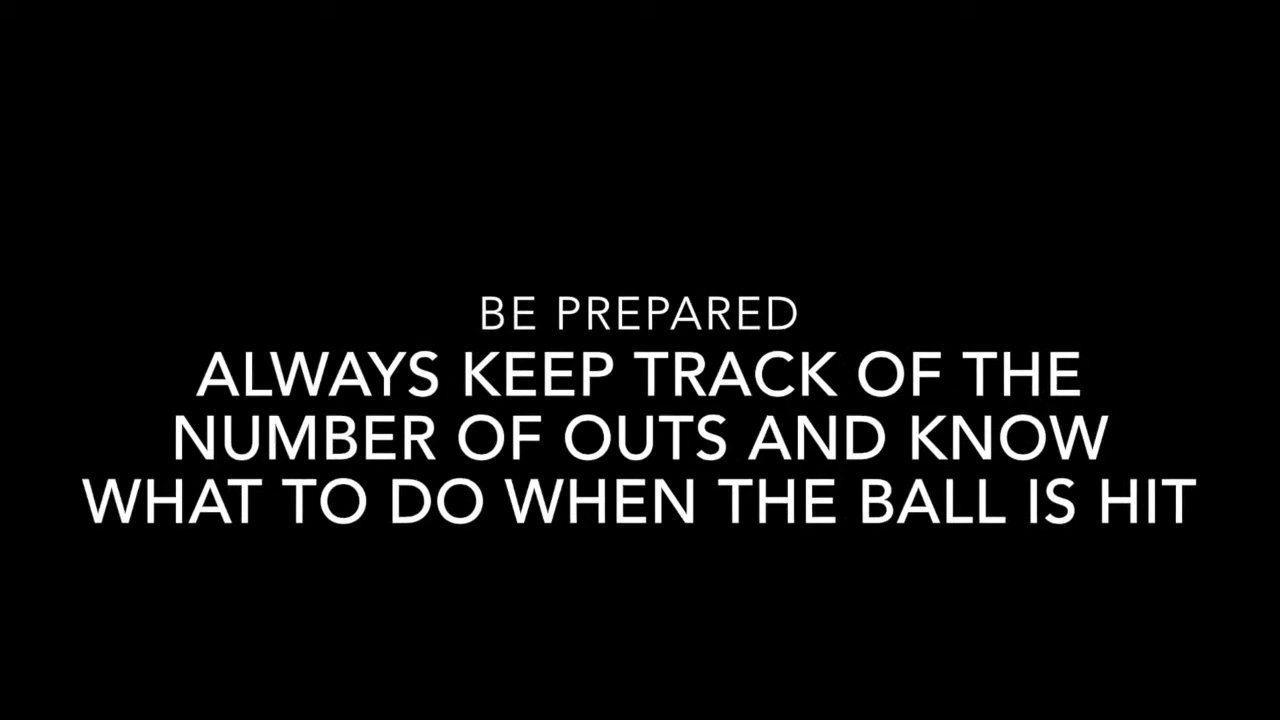 BE PREPARED
ALWAYS KEEP TRACK OF THE
NUMBER OF OUTS AND KNOW
WHAT TO DO WHEN THE BALL IS HIT